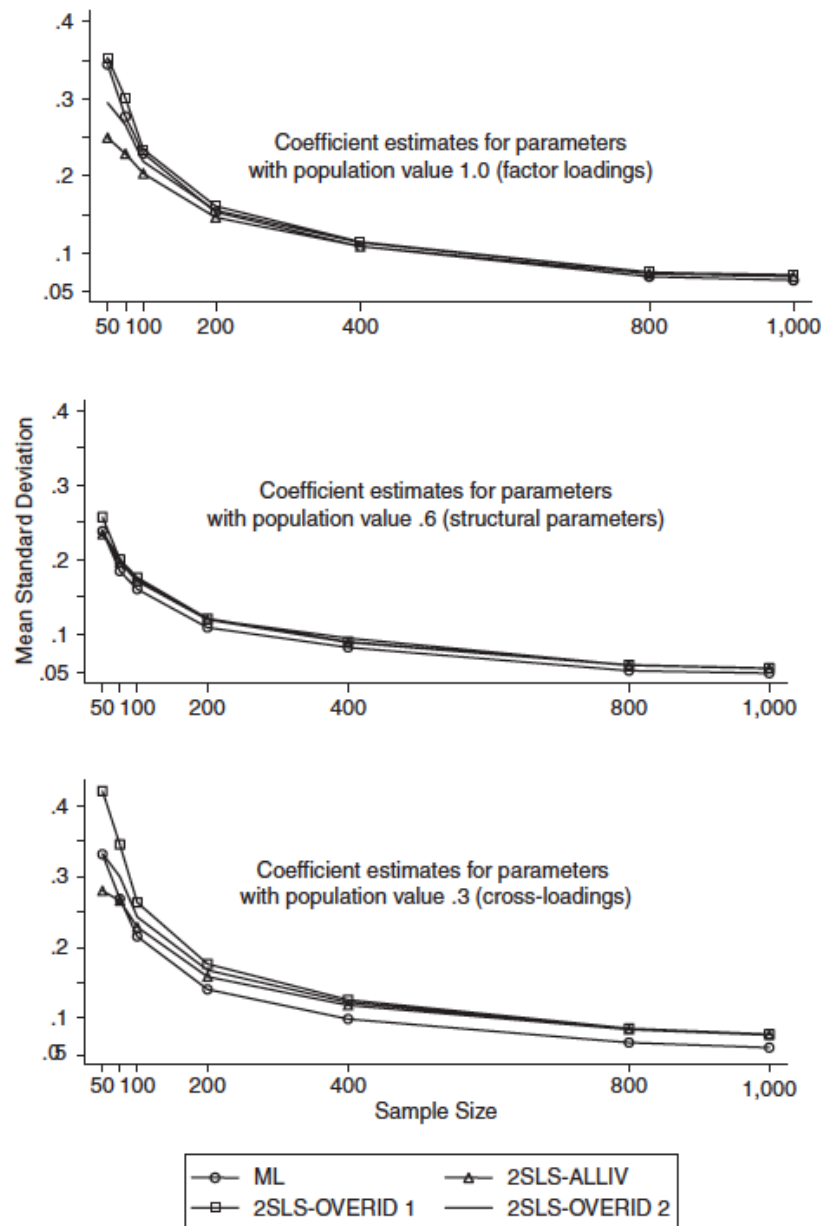 .4
.3
.2
.1
.05
Coefficient estimates for parameters
with population value 1.0 (factor loadings)
50 100 200 400 800 1,000
Mean Standard Deviation
.4
.3
.2
.1
.05
Coefficient estimates for parameters
with population value .6 (structural parameters)
50 100 200 400 800 1,000
.4
.3
.2
.1
.05
Coefficient estimates for parameters
with population value .3 (cross-loadings)
50 100 200 400 800 1,000
Sample Size
ML 2SLS-ALLIV
2SLS-OVERID 1 2SLS-OVERID 2